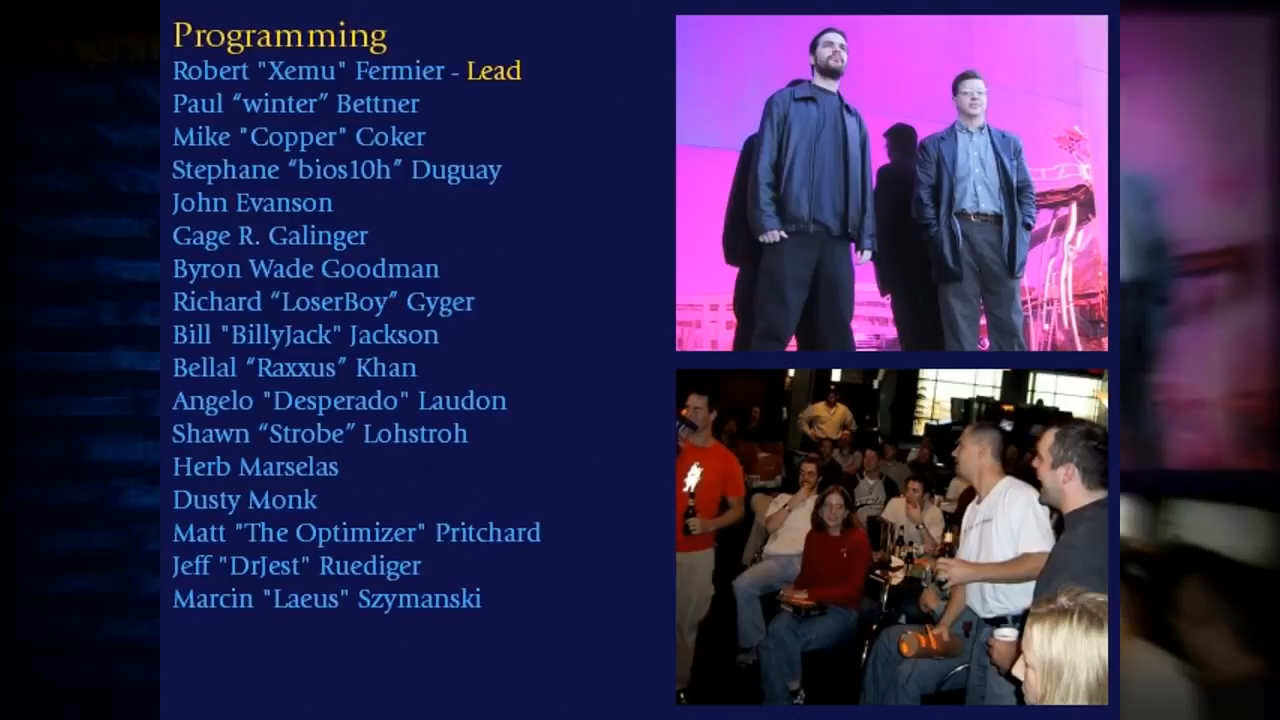 Programming
Robert "Xemu" Fermier - Lead
Paul “winter” Bettner
Mike "Copper" Coker
Stephane “bios10h” Duguay
John Evanson
Gage R. Galinger
Byron Wade Goodman
Richard “LoserBoy” Gyger
Bill "BillyJack" Jackson
Bellal “Raxxus” Khan
Angelo "Desperado" Laudon
Shawn “Strobe” Lohstroh
Herb Marselas
Dusty Monk
Matt "The Optimizer" Pritchard
Jeff "DrJest" Ruediger
Marcin "Laeus" Szymanski